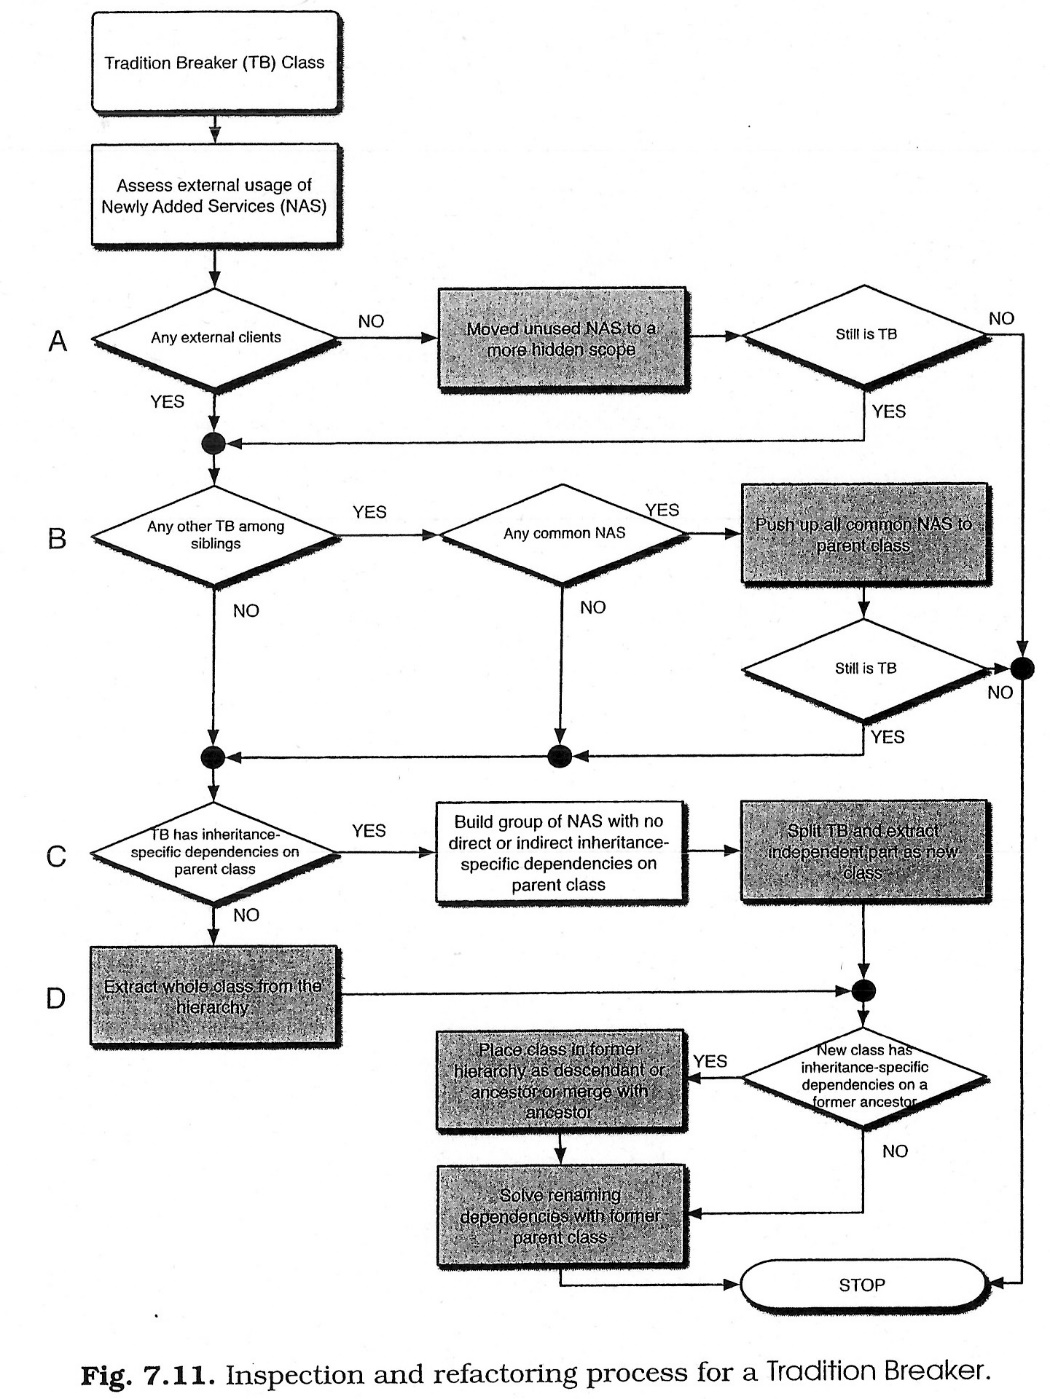 Tradition Breaker (TB) Class
Assess external usage of
Newly Added Services (NAS)
A
Any external clients
NO
Moved unused NAS to a
more hidden scope
Still is TB
NO
YES
YES
B
Any other TB among
siblings
YES
Any common NAS
YES
Push up all common NAS to
parent class
NO
NO
Still is TB
NO
YES
C
TB has inheritance-
specific dependencies on
parent class
YES
Build group of NAS with no
direct or indirect inheritance-
specific dependencies on
parent class
Split TB and extract
independent part as new
class
NO
D
Extract whole class from the
hierarchy
Place class in former
hierarchy as descendant or
ancestor or merge with
ancestor
YES
New class has
inheritance-specific
dependencies on a
former ancestor
NO
Solve renaming
dependencies with former
parent class
STOP
Fig. 7.11. Inspection and refactoring process for a Tradition Breaker.